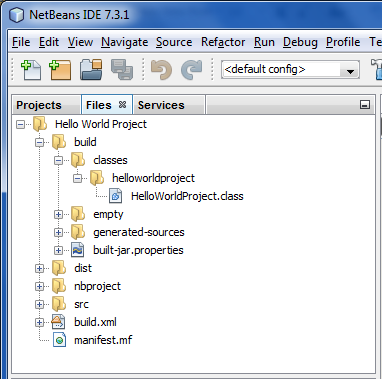 NetBeans IDE 7.3.1
File Edit View Navigate Source Refactor Run Debug Profile Te
<default config>
Projects Files Services
Hello World Project
build
classes
helloworldproject
HelloWorldProject.class
empty
generated-sources
built-jar.properties
dist
nbproject
src
build.xml
manifest.mf